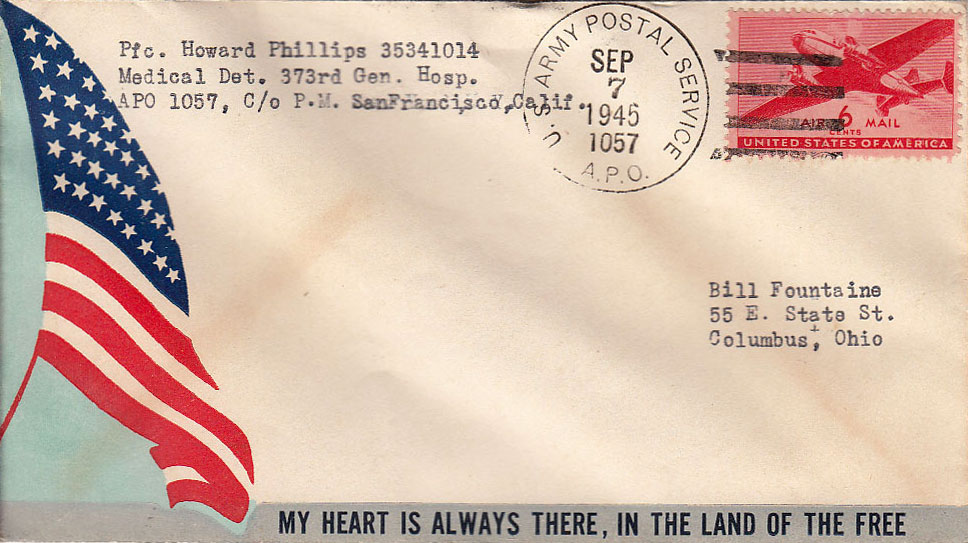 Pfc. Howard Phillips 35341014
Medical Det. 373rd Gen. Hosp.
APO 1057, C/o P.M. SanFrancisco,Calif.
U.S. ARMY POSTAL SERVICE
SEP
7
1945
1057
A.P.O.
AIR 6 MAIL
CENTS
UNITED STATES OF AMERICA
Bill Fountaine
55 E. State St.
Columbus, Ohio
MY HEART IS ALWAYS THERE, IN THE LAND OF THE FREE